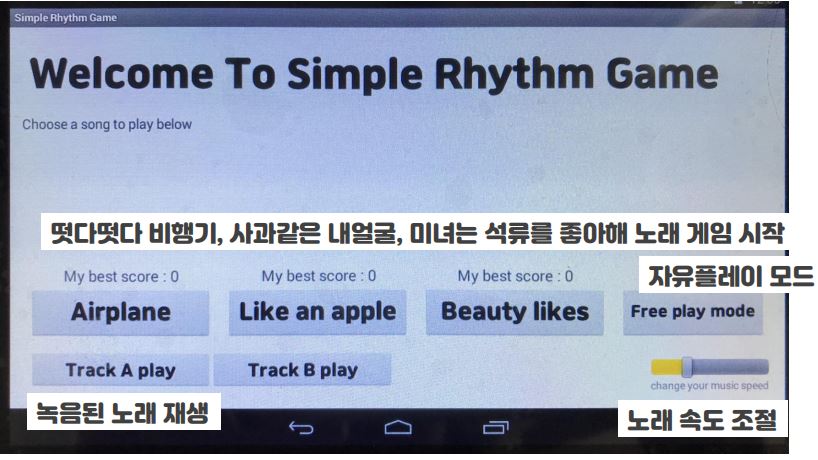 Simple Rhythm Game
Welcome To Simple Rhythm Game
Choose a song to play below
떳다떳다 비행기, 사과같은 내얼굴, 미녀는 석류를 좋아해 노래 게임 시작
자유플레이 모드
My best score : 0
My best score : 0
My best score : 0
Airplane
Like an apple
Beauty likes
Free play mode
Track A play
Track B play
change your music speed
녹음된 노래 재생
노래 속도 조절